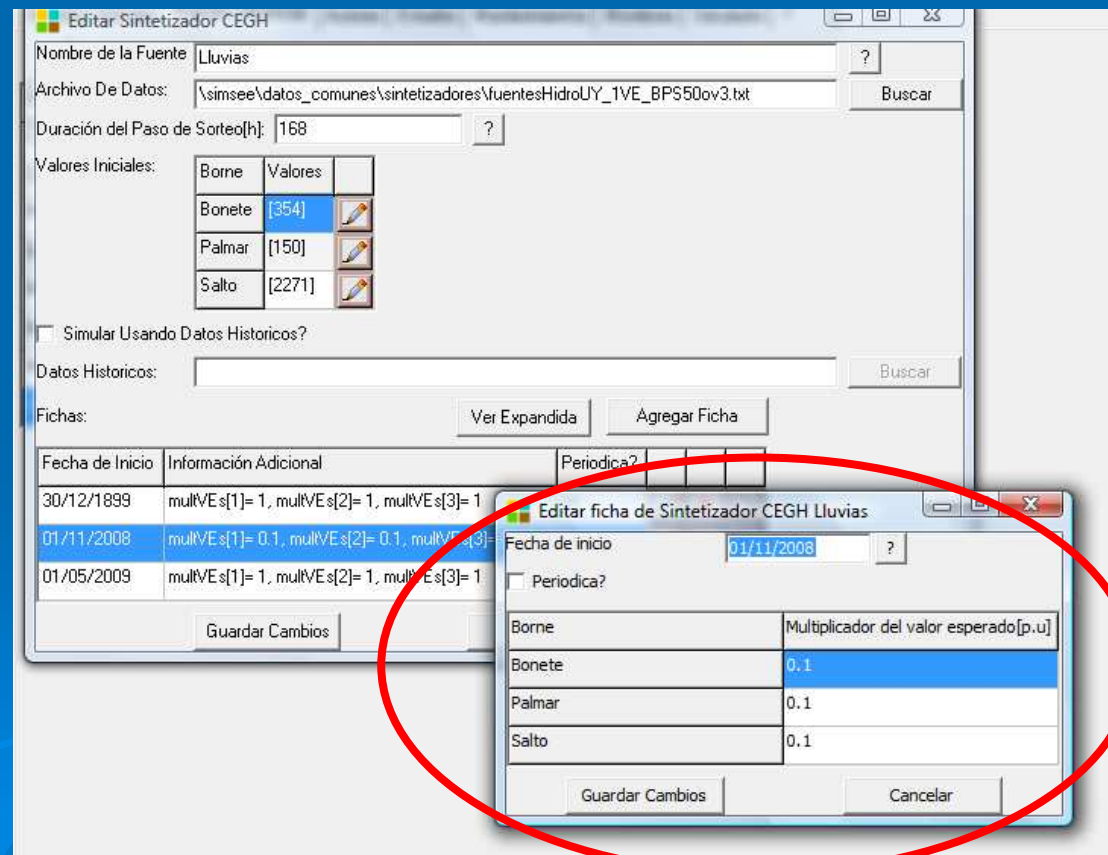 Editar Sintetizador CEGH
Nombre de la Fuente Lluvias ?
Archivo De Datos: \simsee\datos_comunes\sintetizadores\fuentesHidroUY_1VE_BPS50ov3.txt Buscar
Duración del Paso de Sorteo[h]: 168 ?
Valores Iniciales:
Borne Valores
Bonete [354]
Palmar [150]
Salto [2271]
Simular Usando Datos Historicos?
Datos Historicos: Buscar
Fichas: Ver Expandida Agregar Ficha
Fecha de Inicio Información Adicional Periodica?
30/12/1899 multVEs[1]= 1, multVEs[2]= 1, multVEs[3]= 1
01/11/2008 multVEs[1]= 0.1, multVEs[2]= 0.1, multVEs[3]=
01/05/2009 multVEs[1]= 1, multVEs[2]= 1, multVEs[3]= 1
Guardar Cambios
Editar ficha de Sintetizador CEGH Lluvias
Fecha de inicio 01/11/2008 ?
Periodica?
Borne Multiplicador del valor esperado[p.u]
Bonete 0.1
Palmar 0.1
Salto 0.1
Guardar Cambios Cancelar